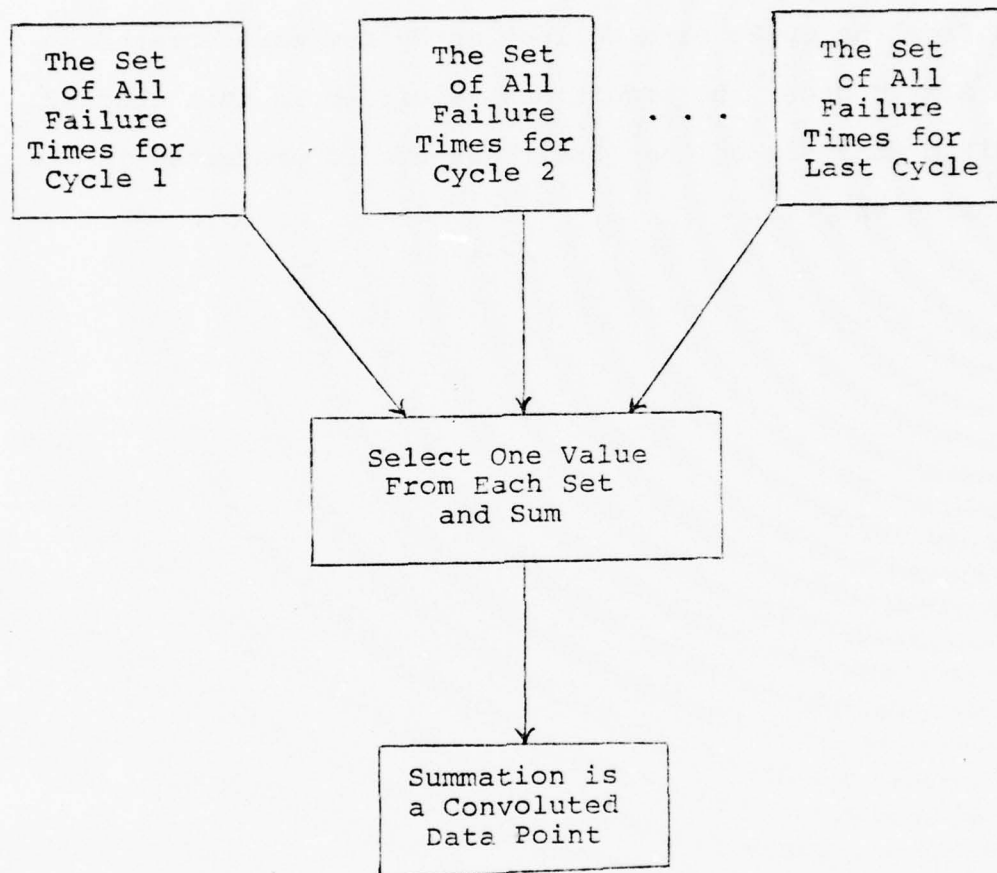 The Set
of All
Failure
Times for
Cycle 1
The Set
of All
Failure
Times for
Cycle 2
. . .
The Set
of All
Failure
Times for
Last Cycle
Select One Value
From Each Set
and Sum
Summation is
a Convoluted
Data Point